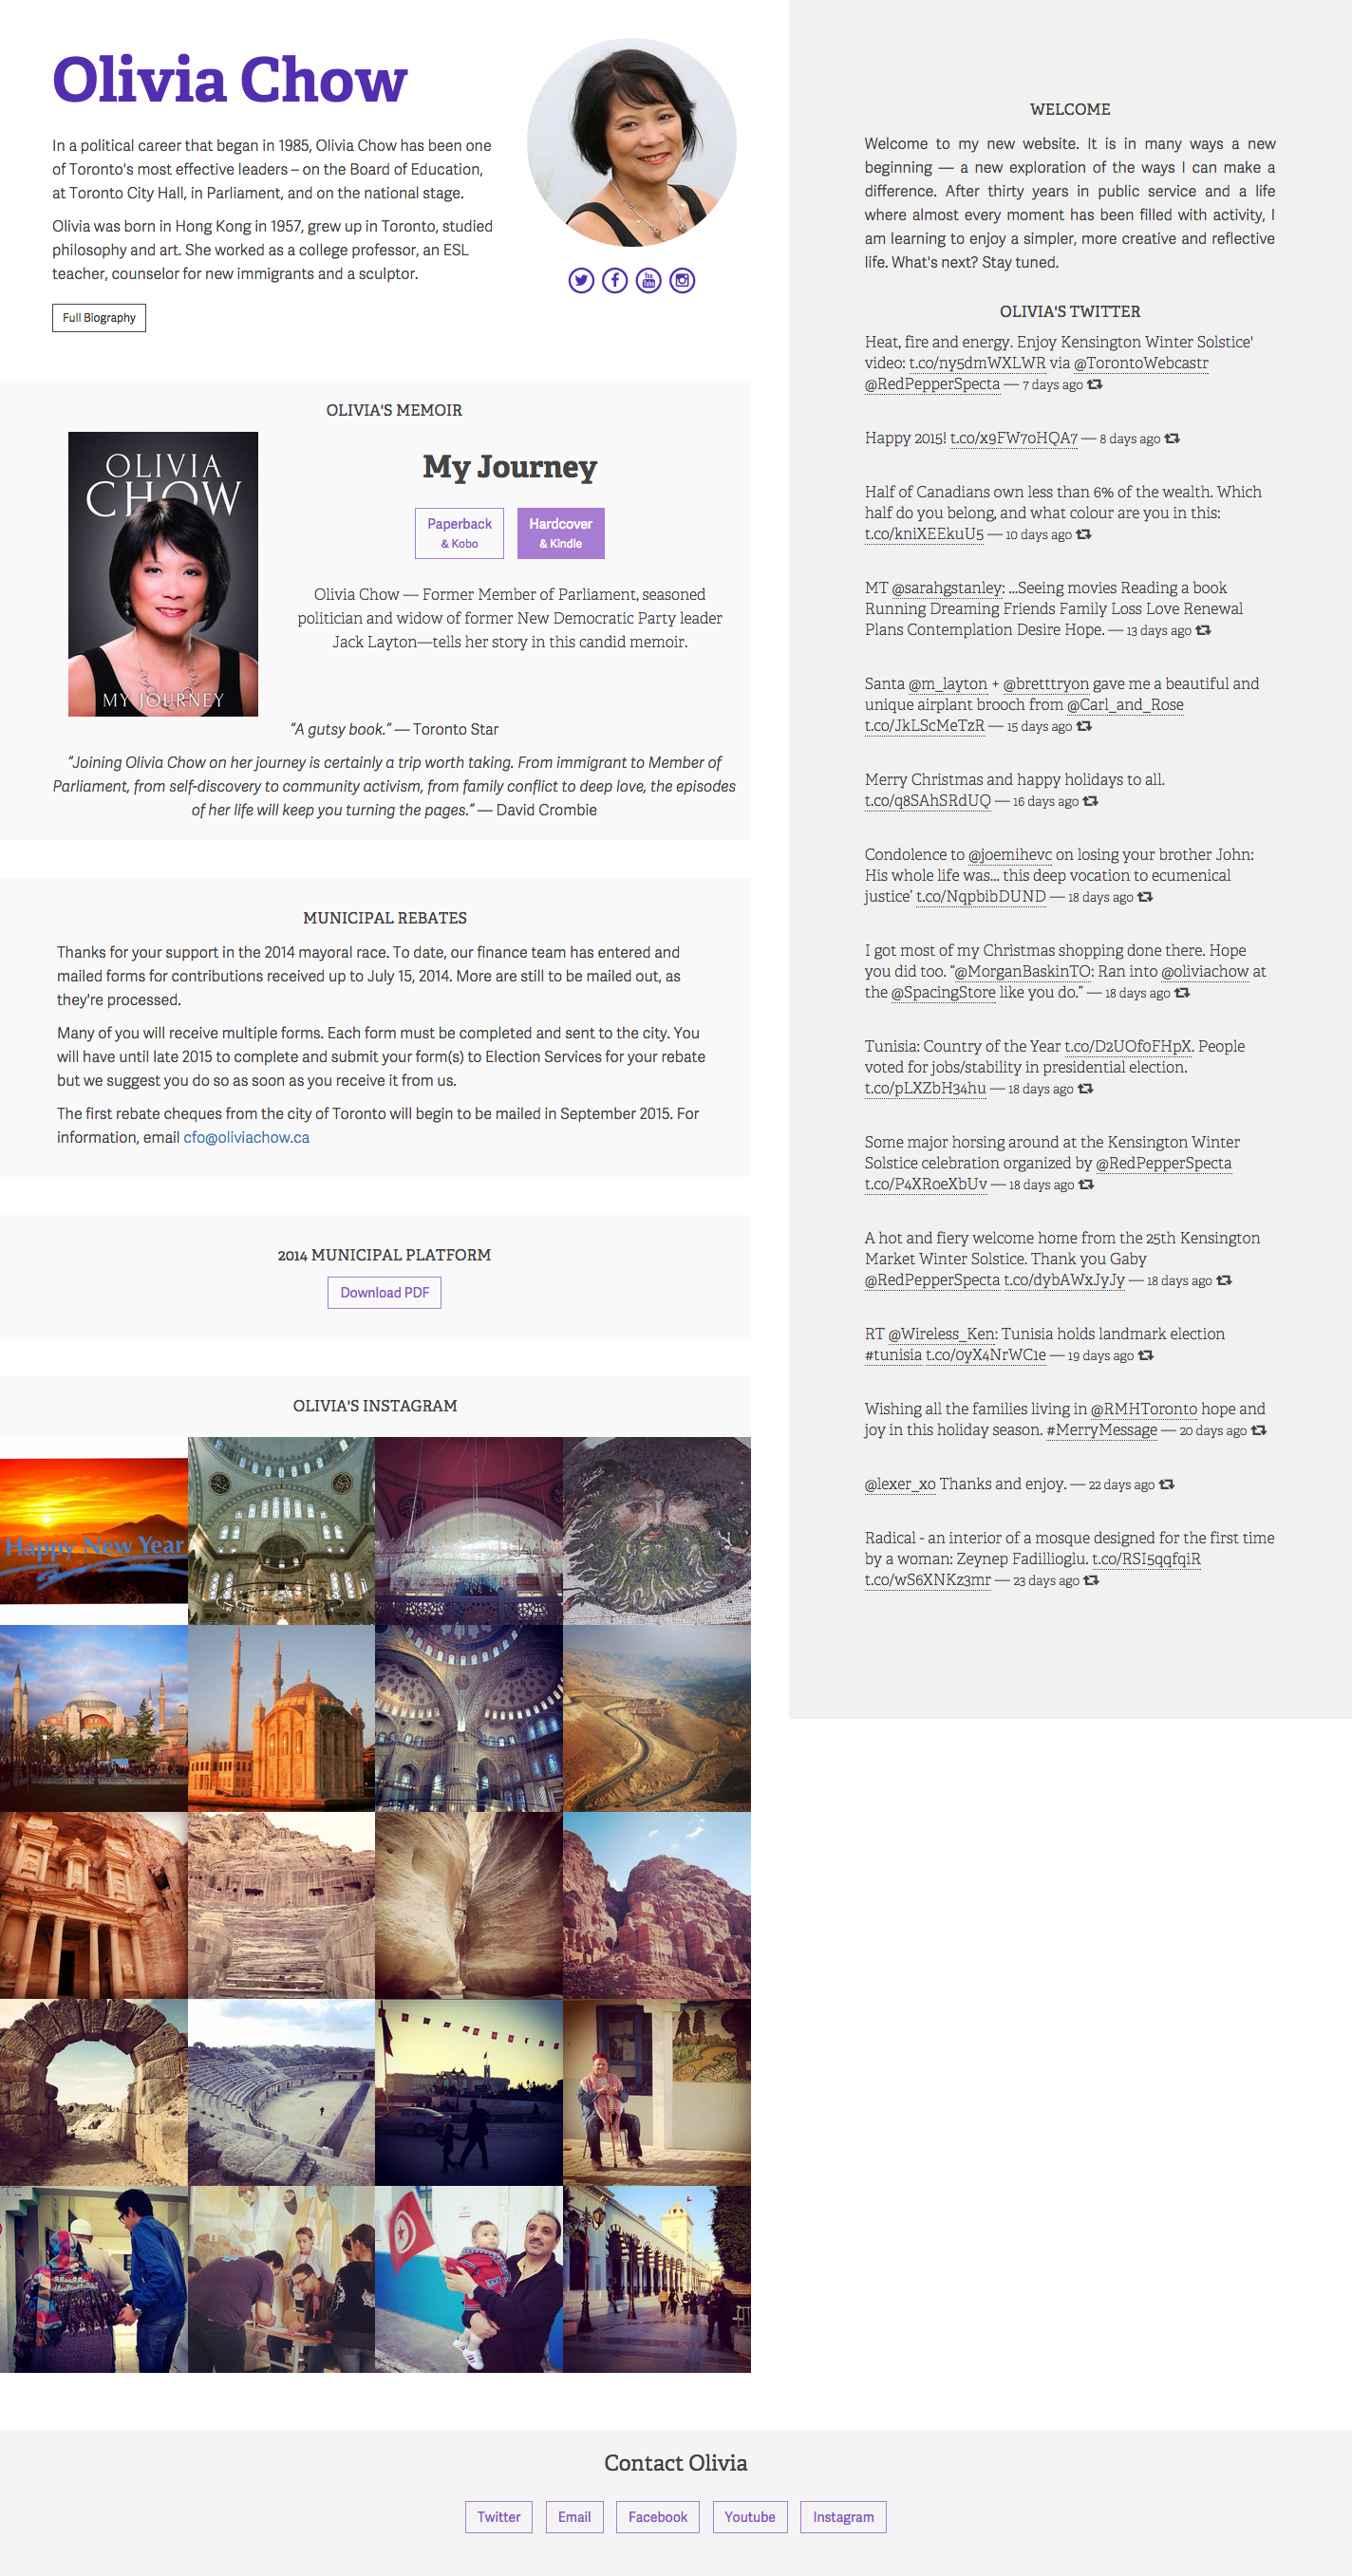 Olivia Chow
In a political career that began in 1985, Olivia Chow has been one
of Toronto's most effective leaders – on the Board of Education,
at Toronto City Hall, in Parliament, and on the national stage.
Olivia was born in Hong Kong in 1957, grew up in Toronto, studied
philosophy and art. She worked as a college professor, an ESL
teacher, counselor for new immigrants and a sculptor.
Full Biography
You
Tube
OLIVIA'S MEMOIR
OLIVIA
CHOW
MY JOURNEY
My Journey
Paperback
& Kobo
Hardcover
& Kindle
Olivia Chow — Former Member of Parliament, seasoned
politician and widow of former New Democratic Party leader
Jack Layton—tells her story in this candid memoir.
“A gutsy book.” — Toronto Star
“Joining Olivia Chow on her journey is certainly a trip worth taking. From immigrant to Member of
Parliament, from self-discovery to community activism, from family conflict to deep love, the episodes
of her life will keep you turning the pages.” — David Crombie
MUNICIPAL REBATES
Thanks for your support in the 2014 mayoral race. To date, our finance team has entered and
mailed forms for contributions received up to July 15, 2014. More are still to be mailed out, as
they're processed.
Many of you will receive multiple forms. Each form must be completed and sent to the city. You
will have until late 2015 to complete and submit your form(s) to Election Services for your rebate
but we suggest you do so as soon as you receive it from us.
The first rebate cheques from the city of Toronto will begin to be mailed in September 2015. For
information, email cfo@oliviachow.ca
2014 MUNICIPAL PLATFORM
Download PDF
OLIVIA'S INSTAGRAM
Happy New Year
WELCOME
Welcome to my new website. It is in many ways a new
beginning — a new exploration of the ways I can make a
difference. After thirty years in public service and a life
where almost every moment has been filled with activity, I
am learning to enjoy a simpler, more creative and reflective
life. What's next? Stay tuned.
OLIVIA'S TWITTER
Heat, fire and energy. Enjoy Kensington Winter Solstice'
video: t.co/ny5dmWXLWR via @TorontoWebcastr
@RedPepperSpecta — 7 days ago
Happy 2015! t.co/x9FW7oHQA7 — 8 days ago
Half of Canadians own less than 6% of the wealth. Which
half do you belong, and what colour are you in this:
t.co/kniXEEkuU5 — 10 days ago
MT @sarahgstanley: ...Seeing movies Reading a book
Running Dreaming Friends Family Loss Love Renewal
Plans Contemplation Desire Hope. — 13 days ago
Santa @m_layton + @bretttryon gave me a beautiful and
unique airplant brooch from @Carl_and_Rose
t.co/JkLScMeTzR — 15 days ago
Merry Christmas and happy holidays to all.
t.co/q8SAhSRdUQ — 16 days ago
Condolence to @joemihevc on losing your brother John:
His whole life was... this deep vocation to ecumenical
justice’ t.co/NqpbibDUND — 18 days ago
I got most of my Christmas shopping done there. Hope
you did too. “@MorganBaskinTO: Ran into @oliviachow at
the @SpacingStore like you do.” — 18 days ago
Tunisia: Country of the Year t.co/D2UOf0FHpX. People
voted for jobs/stability in presidential election.
t.co/pLXZbH34hu — 18 days ago
Some major horsing around at the Kensington Winter
Solstice celebration organized by @RedPepperSpecta
t.co/P4XRoeXbUv — 18 days ago
A hot and fiery welcome home from the 25th Kensington
Market Winter Solstice. Thank you Gaby
@RedPepperSpecta t.co/dybAWxJyJy — 18 days ago
RT @Wireless_Ken: Tunisia holds landmark election
#tunisia t.co/0yX4NrWC1e — 19 days ago
Wishing all the families living in @RMHToronto hope and
joy in this holiday season. #MerryMessage — 20 days ago
@lexer_xo Thanks and enjoy. — 22 days ago
Radical - an interior of a mosque designed for the first time
by a woman: Zeynep Fadillioglu. t.co/RSI5qqfqiR
t.co/wS6XNKz3mr — 23 days ago
Contact Olivia
Twitter
Email
Facebook
Youtube
Instagram